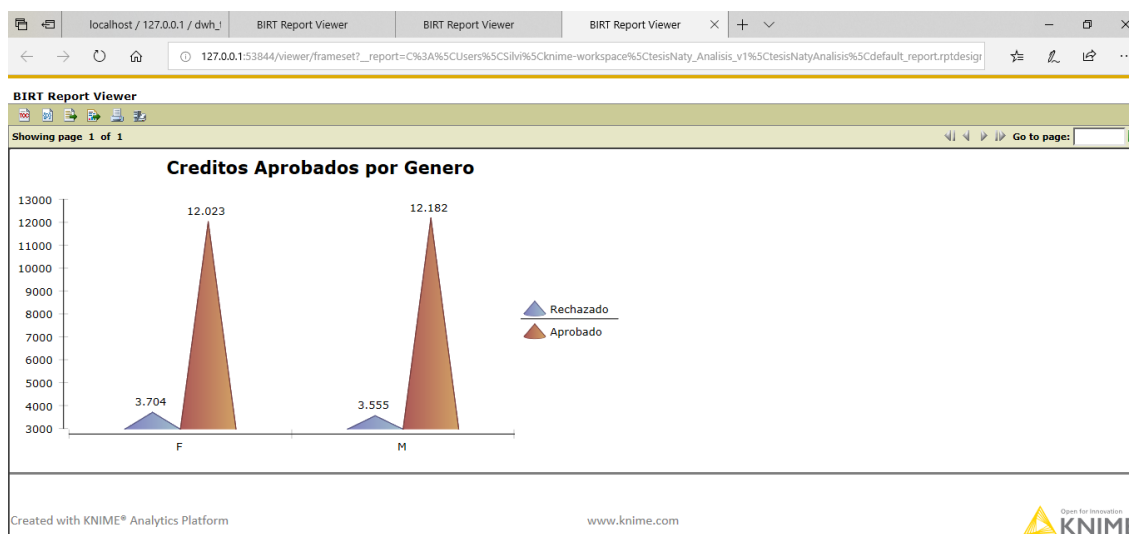 localhost / 127.0.0.1 / dwh_t
BIRT Report Viewer
BIRT Report Viewer
BIRT Report Viewer
127.0.0.1:53844/viewer/frameset?__report=C%3A%5CUsers%5CSilvi%5Cknime-workspace%5CtesisNaty_Analisis_v1%5CtesisNatyAnalisis%5Cdefault_report.rptdesign
BIRT Report Viewer
TOC
Showing page 1 of 1
Go to page:
Creditos Aprobados por Genero
13000
12000
11000
10000
9000
8000
7000
6000
5000
4000
3000
12.023
12.182
3.704
3.555
F
M
Rechazado
Aprobado
Created with KNIME® Analytics Platform
www.knime.com
Open for Innovation
KNIME